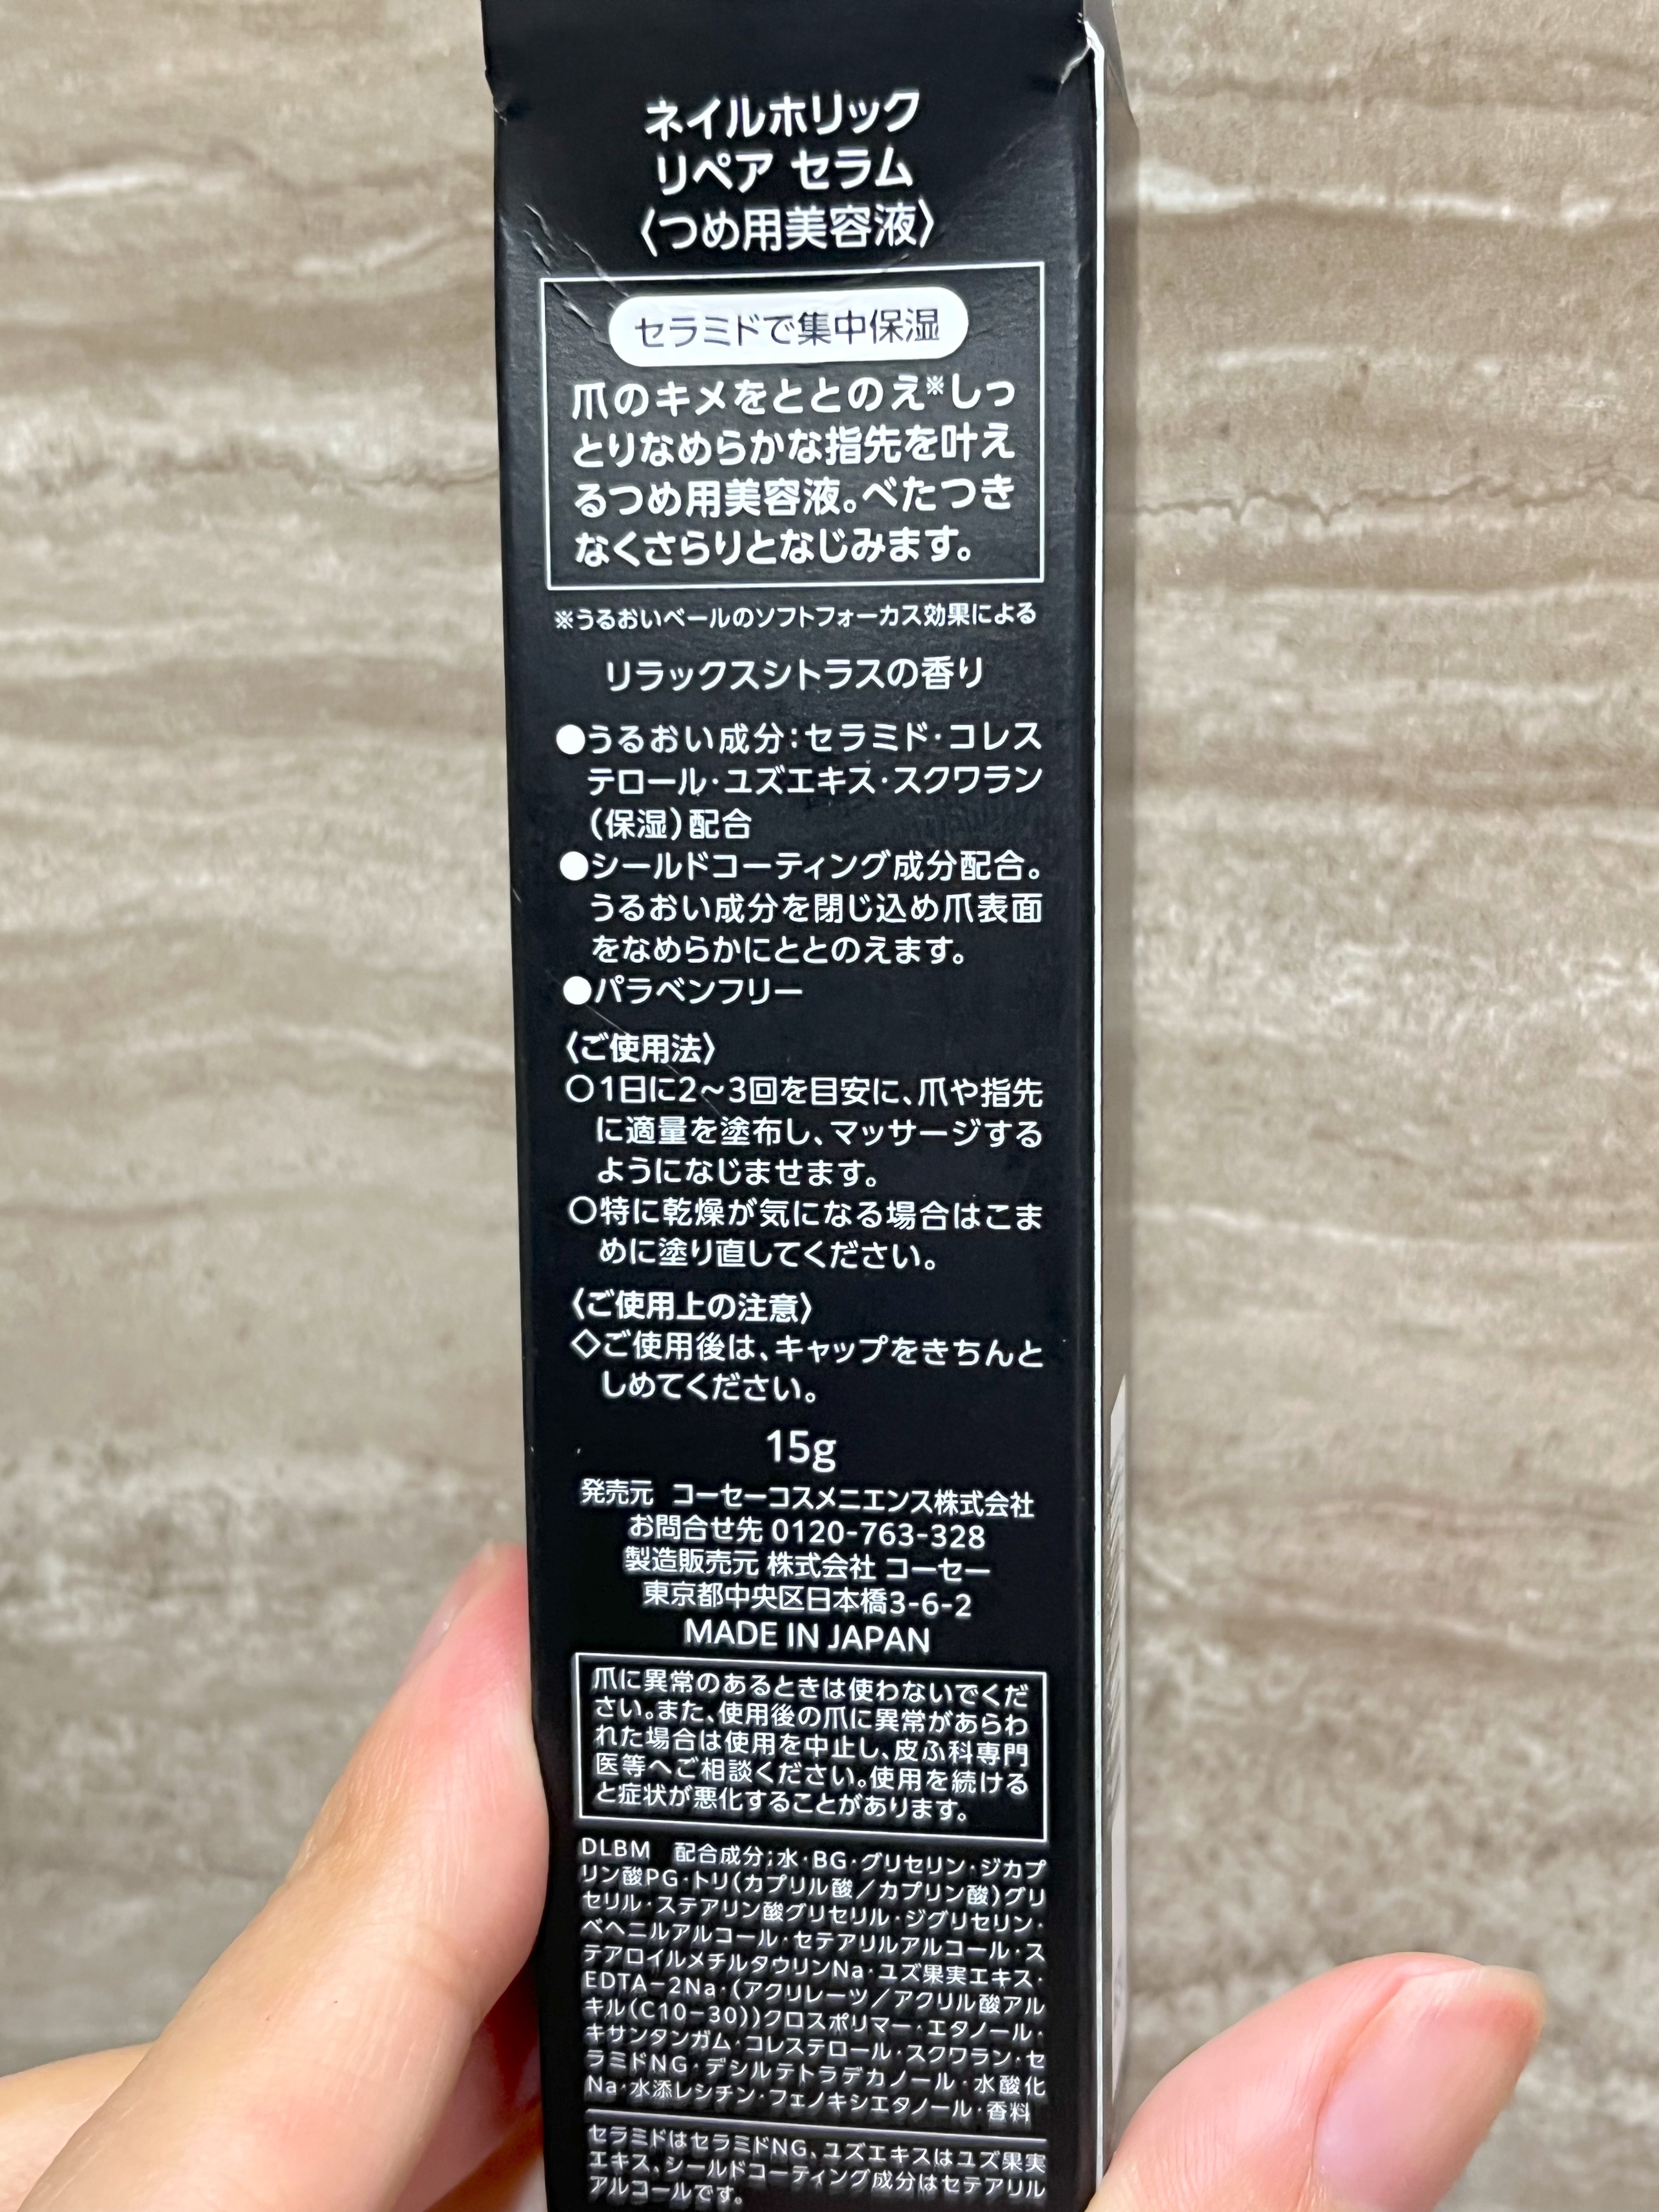 ネイルホリック
リペア セラム
〈つめ用美容液〉
セラミドで集中保湿
爪のキメをととのえ※しっ
とりなめらかな指先を叶え
るつめ用美容液。べたつき
なくさらりとなじみます。
※うるおいベールのソフトフォーカス効果による
リラックスシトラスの香り
●うるおい成分：セラミド・コレス
テロール・ユズエキス・スクワラン
（保湿）配合
●シールドコーティング成分配合。
うるおい成分を閉じ込め爪表面
をなめらかにととのえます。
●パラベンフリー
〈ご使用法〉
○1日に2～3回を目安に、爪や指先
に適量を塗布し、マッサージする
ようになじませます。
○特に乾燥が気になる場合はこま
めに塗り直してください。
〈ご使用上の注意〉
◇ご使用後は、キャップをきちんと
しめてください。
15g
発売元 コーセーコスメニエンス株式会社
お問合せ先 0120-763-328
製造販売元 株式会社 コーセー
東京都中央区日本橋3-6-2
MADE IN JAPAN
爪に異常のあるときは使わないでくだ
さい。また、使用後の爪に異常があらわ
れた場合は使用を中止し、皮ふ科専門
医等へご相談ください。使用を続ける
と症状が悪化することがあります。
DLBM 配合成分；水・BG・グリセリン・ジカプ
リン酸PG・トリ（カプリル酸／カプリン酸）グリ
セリル・ステアリン酸グリセリル・ジグリセリン・
ベヘニルアルコール・セテアリルアルコール・ス
テアロイルメチルタウリンNa・ユズ果実エキス・
EDTA－2Na・（アクリレーツ／アクリル酸アル
キル（C10－30））クロスポリマー・エタノール・
キサンタンガム・コレステロール・スクワラン・セ
ラミドNG・デシルテトラデカノール・水酸化
Na・水添レシチン・フェノキシエタノール・香料
セラミドはセラミドNG、ユズエキスはユズ果実
エキス、シールドコーティング成分はセテアリル
アルコールです。